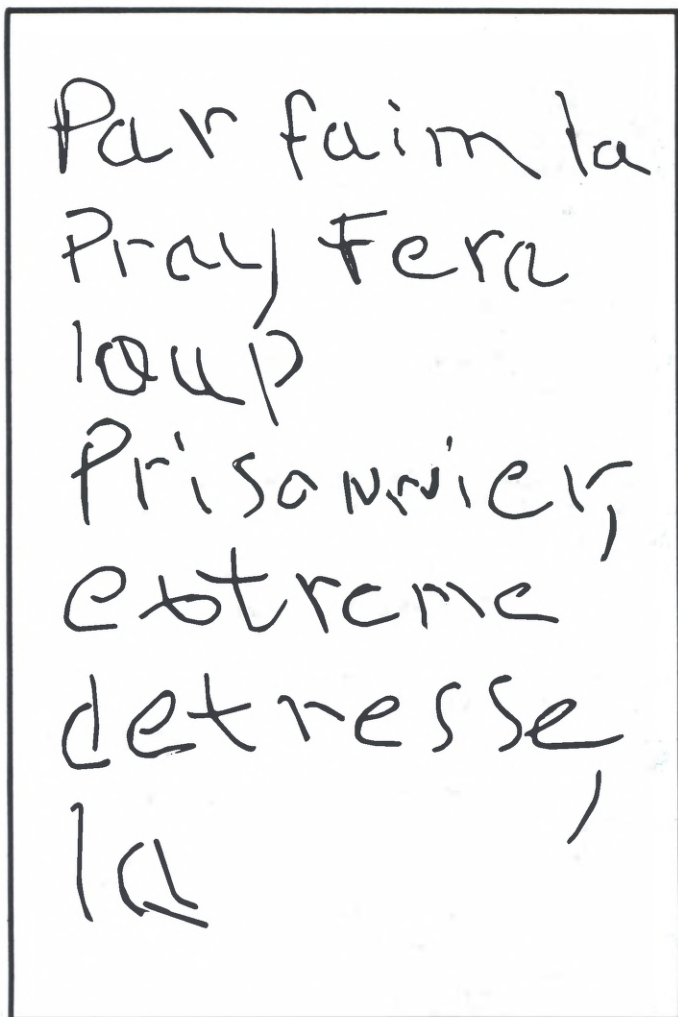 Par faim la
Pray Fera
loup
Prisonnier,
extreme
detresse,
la